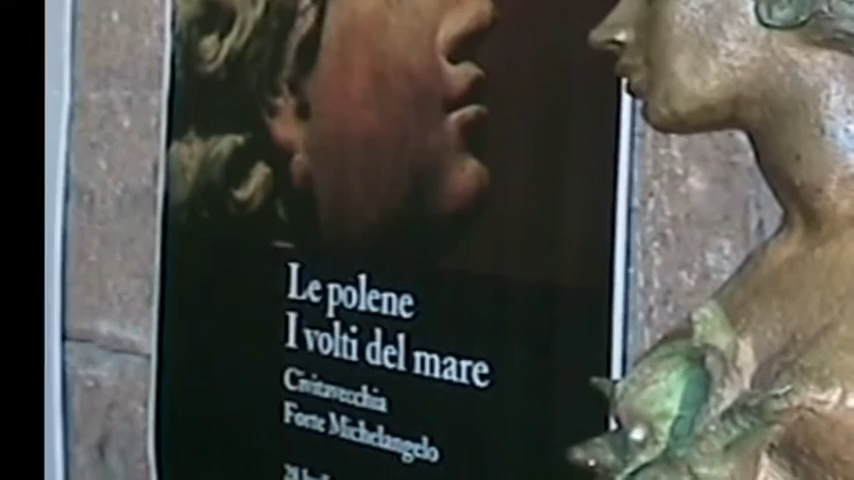 Le polene
I volti del mare
Civitavecchia
Forte Michelangelo